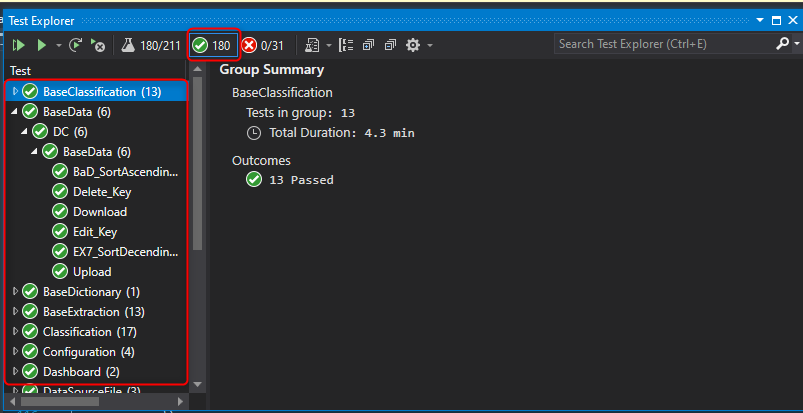 Test Explorer
180/211 180 0/31 Search Test Explorer (Ctrl+E)
Test
BaseClassification (13)
BaseData (6)
DC (6)
BaseData (6)
BaD_SortAscendin...
Delete_Key
Download
Edit_Key
EX7_SortDecendin...
Upload
BaseDictionary (1)
BaseExtraction (13)
Classification (17)
Configuration (4)
Dashboard (2)
DataSourceFile (3)
Group Summary
BaseClassification
Tests in group: 13
Total Duration: 4.3 min
Outcomes
13 Passed